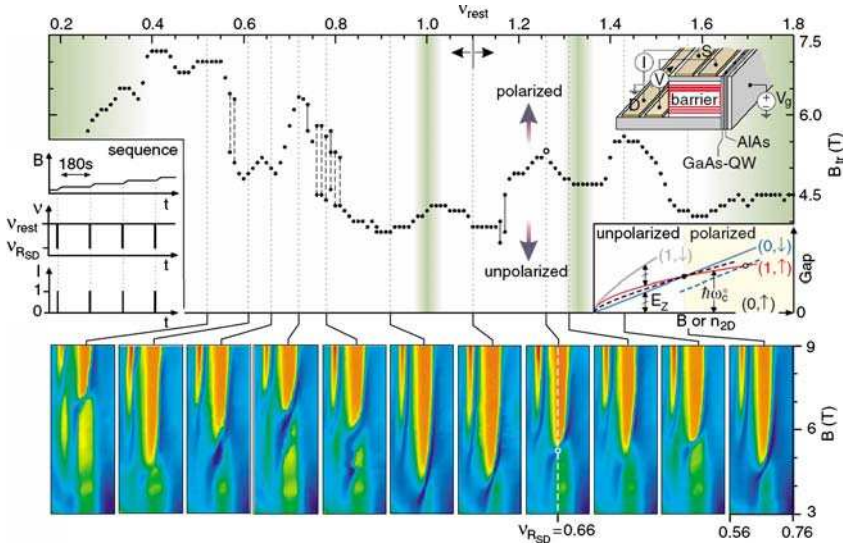 ν_rest
0.2 0.4 0.6 0.8 1.0 1.2 1.4 1.6 1.8
7.5
6.0
4.5
3
B_tr (T)
polarized
unpolarized
I
V
S
D
barrier
V_g
AlAs
GaAs-QW
sequence
B
180s
t
ν
ν_rest
ν_RSD
t
I
1
0
t
unpolarized polarized
(1,↓)
(0,↓)
(1,↑)
E_Z
ħω_c^*
(0,↑)
Gap
0
B or n_2D
9
6
3
B (T)
ν_RSD=0.66
0.56 0.76